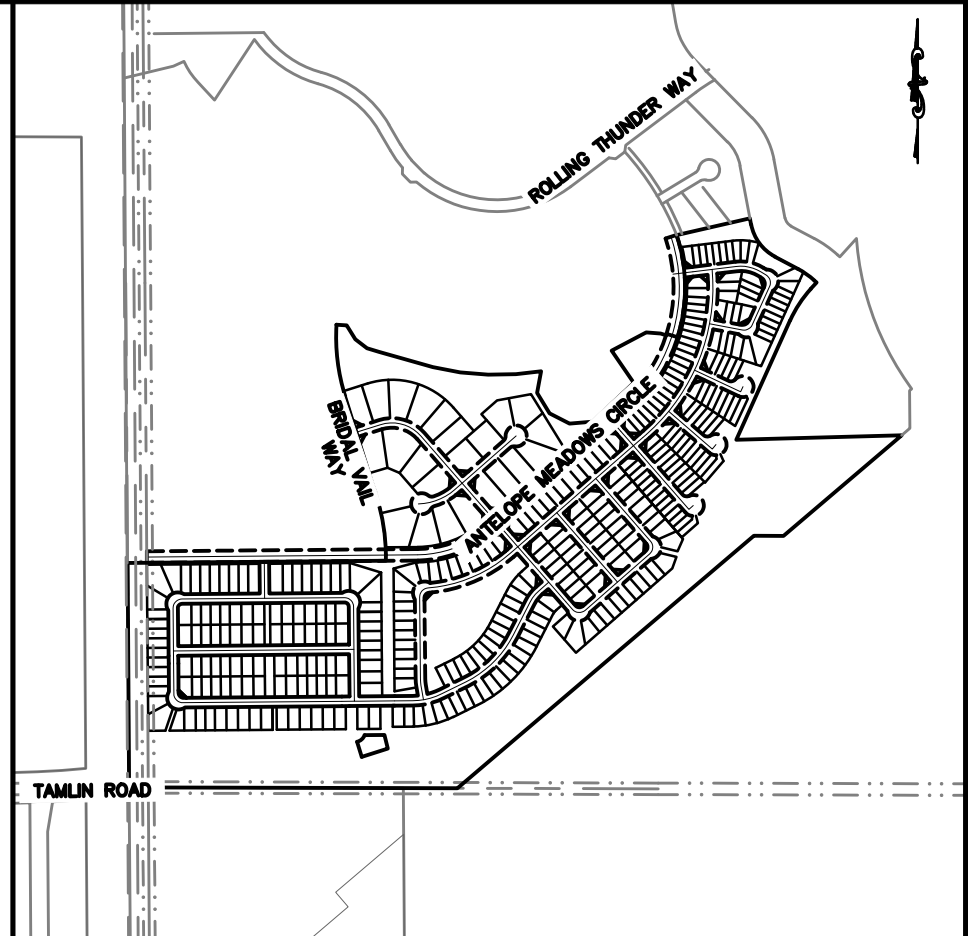 ROLLING THUNDER WAY
BRIDAL VAIL
WAY
ANTELOPE MEADOWS CIRCLE
TAMLIN ROAD